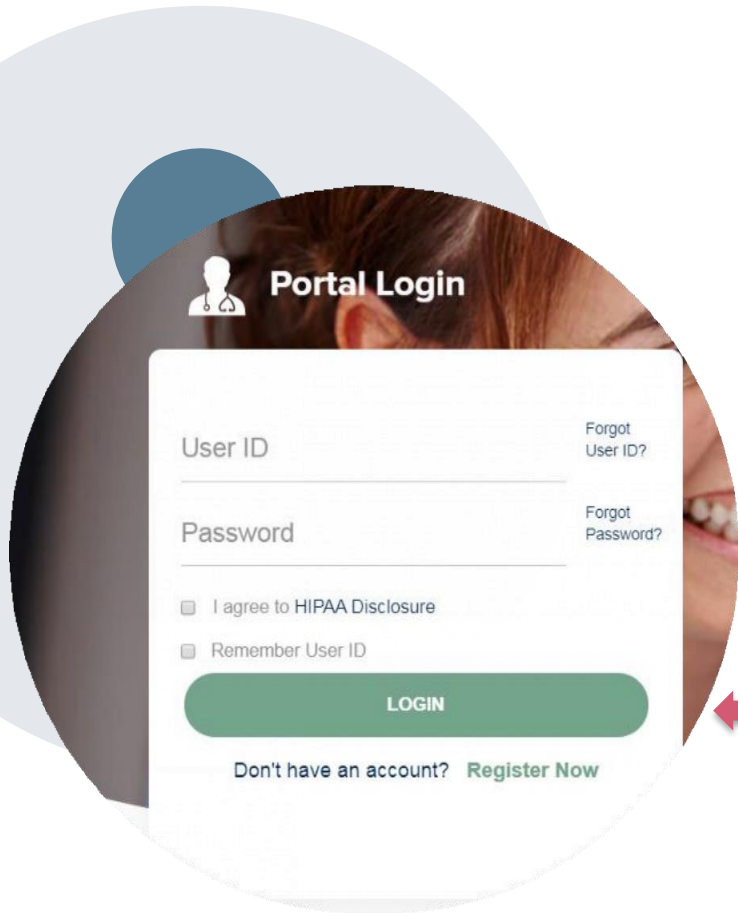 Portal Login
User ID
Forgot
User ID?
Password
Forgot
Password?
I agree to HIPAA Disclosure
Remember User ID
LOGIN
Don't have an account? Register Now